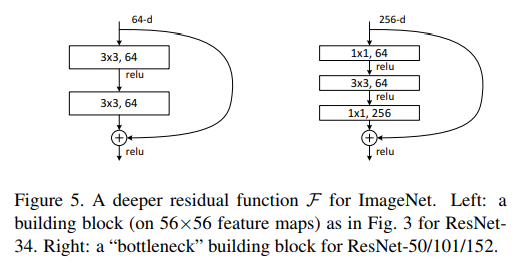 64-d
3x3, 64
relu
3x3, 64
+
relu
256-d
1x1, 64
relu
3x3, 64
relu
1x1, 256
+
relu
Figure 5. A deeper residual function F for ImageNet. Left: a
building block (on 56×56 feature maps) as in Fig. 3 for ResNet-
34. Right: a “bottleneck” building block for ResNet-50/101/152.